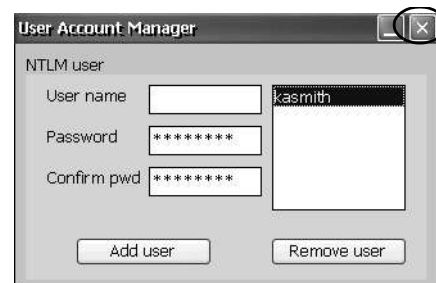 User Account Manager
NTLM user
User name
kasmith
Password ********
Confirm pwd ********
Add user Remove user